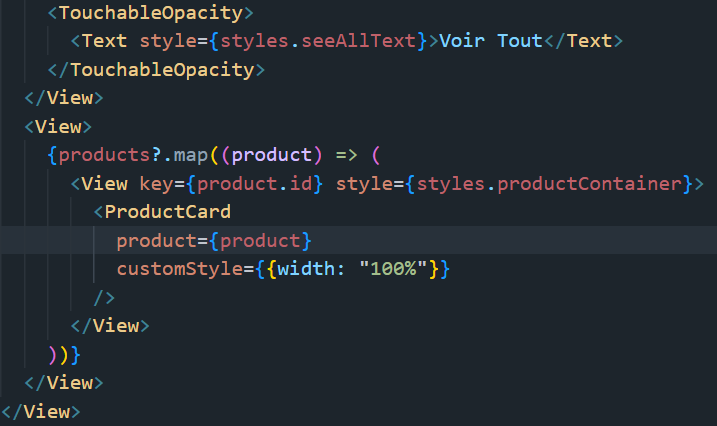 <TouchableOpacity>
<Text style={styles.seeAllText}>Voir Tout</Text>
</TouchableOpacity>
</View>
<View>
{products?.map((product) => (
<View key={product.id} style={styles.productContainer}>
<ProductCard
product={product}
customStyle={{width: "100%"}}
/>
</View>
))}
</View>
</View>